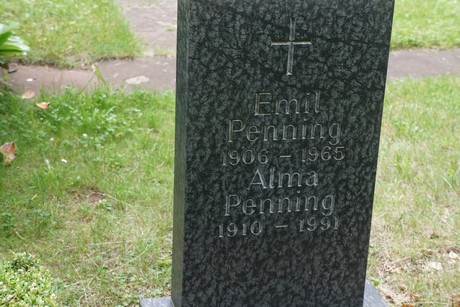 Emil
Penning
1906 - 1965
Alma
Penning
1910 - 1991